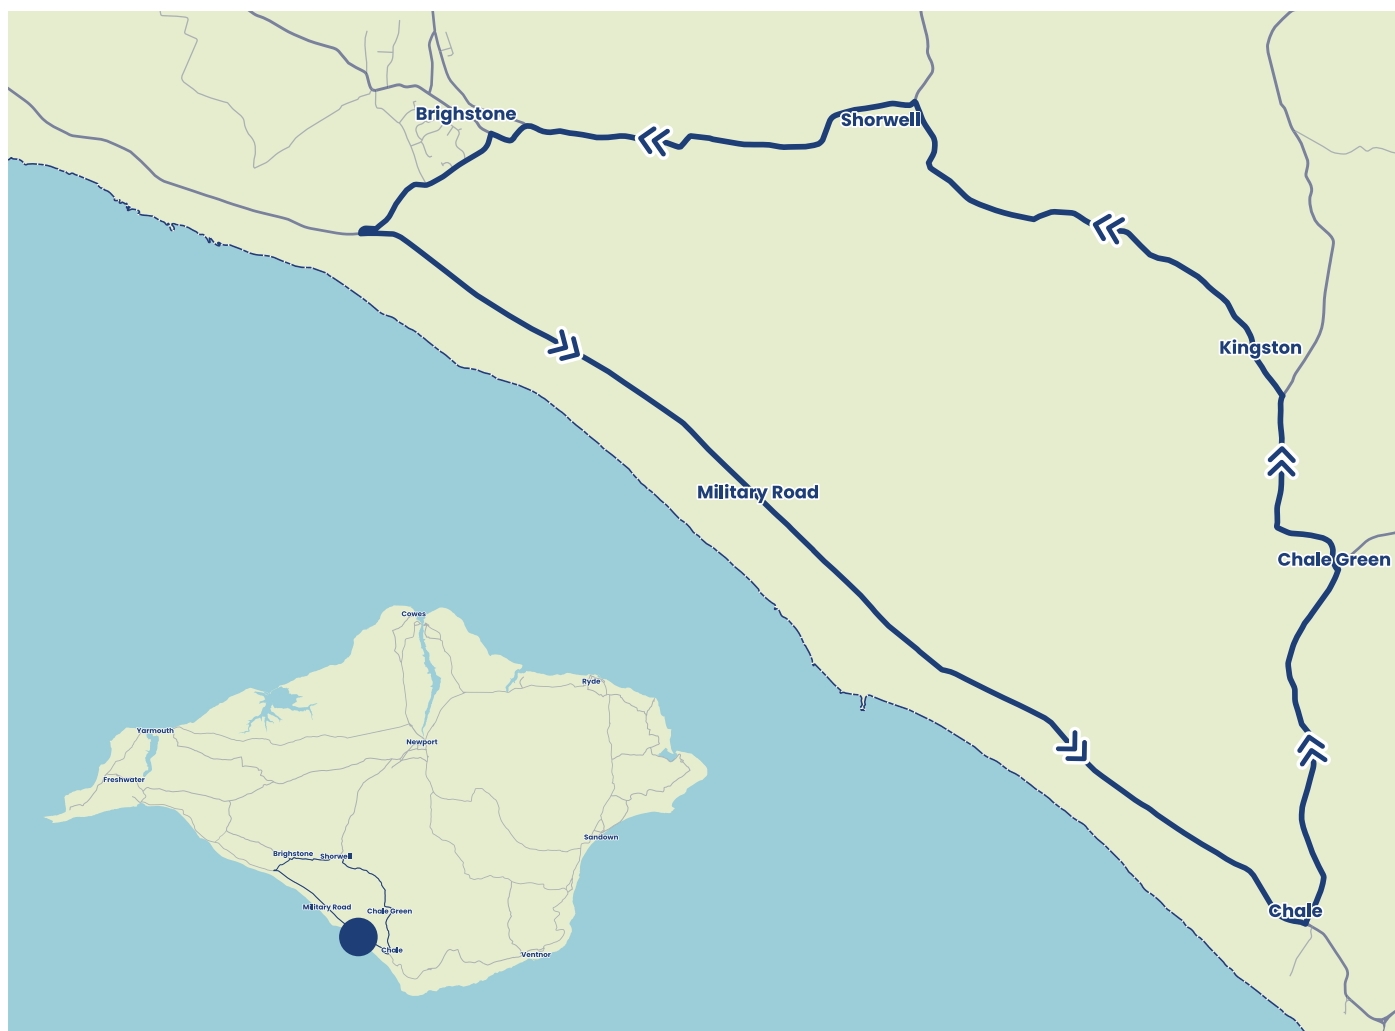 Brighstone
Shorwell
Kingston
Military Road
Chale Green
Chale
Cowes
Ryde
Yarmouth
Newport
Freshwater
Sandown
Brighstone
Shorwell
Military Road
Chale Green
Chale
Ventnor